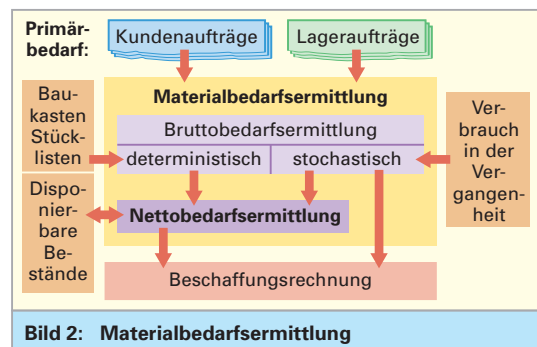 Primär-
bedarf:
Kundenaufträge
Lageraufträge
Materialbedarfsermittlung
Bau-
kasten
Stück-
listen
Bruttobedarfsermittlung
deterministisch
stochastisch
Ver-
brauch
in der
Ver-
gangen-
heit
Dispo-
nier-
bare
Be-
stände
Nettobedarfsermittlung
Beschaffungsrechnung
Bild 2: Materialbedarfsermittlung